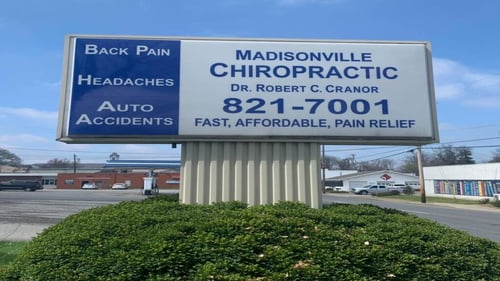 Back Pain
Headaches
Auto
Accidents
Madisonville
Chiropractic
Dr. Robert C. Cranor
821-7001
Fast, Affordable, Pain Relief